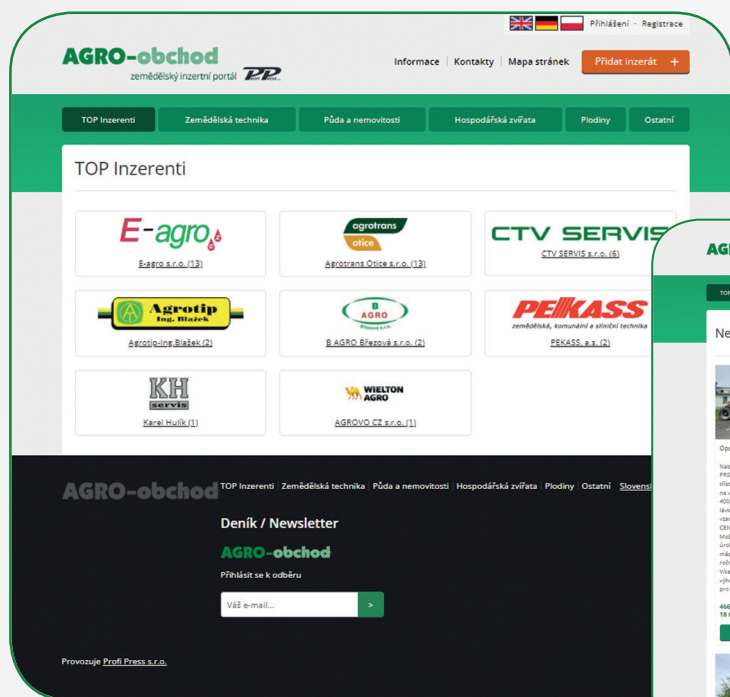 Přihlášení · Registrace
AGRO-obchod
zemědělský inzertní portál PP
Informace Kontakty Mapa stránek Přidat inzerát +
TOP Inzerenti Zemědělská technika Půda a nemovitosti Hospodářská zvířata Plodiny Ostatní
TOP Inzerenti
E-agro
agrotrans
otice
CTV SERVIS
E-agro s.r.o. (13)
Agrotrans Otice s.r.o. (13)
CTV SERVIS s.r.o. (6)
Agrotip
Ing. Blažek
B
AGRO
Březová s.r.o.
PEKASS
zemědělská, komunální a silniční technika
Agrotip-Ing.Blažek (2)
B AGRO Březová s.r.o. (2)
PEKASS, a.s. (2)
KH
servis
WIELTON
AGRO
Karel Hulík (1)
AGROVO CZ s.r.o. (1)
AGRO-obchod
TOP Inzerenti Zemědělská technika Půda a nemovitosti Hospodářská zvířata Plodiny Ostatní
Deník / Newsletter
AGRO-obchod
Přihlásit se k odběru
Váš e-mail... >
Provozuje Profi Press s.r.o.